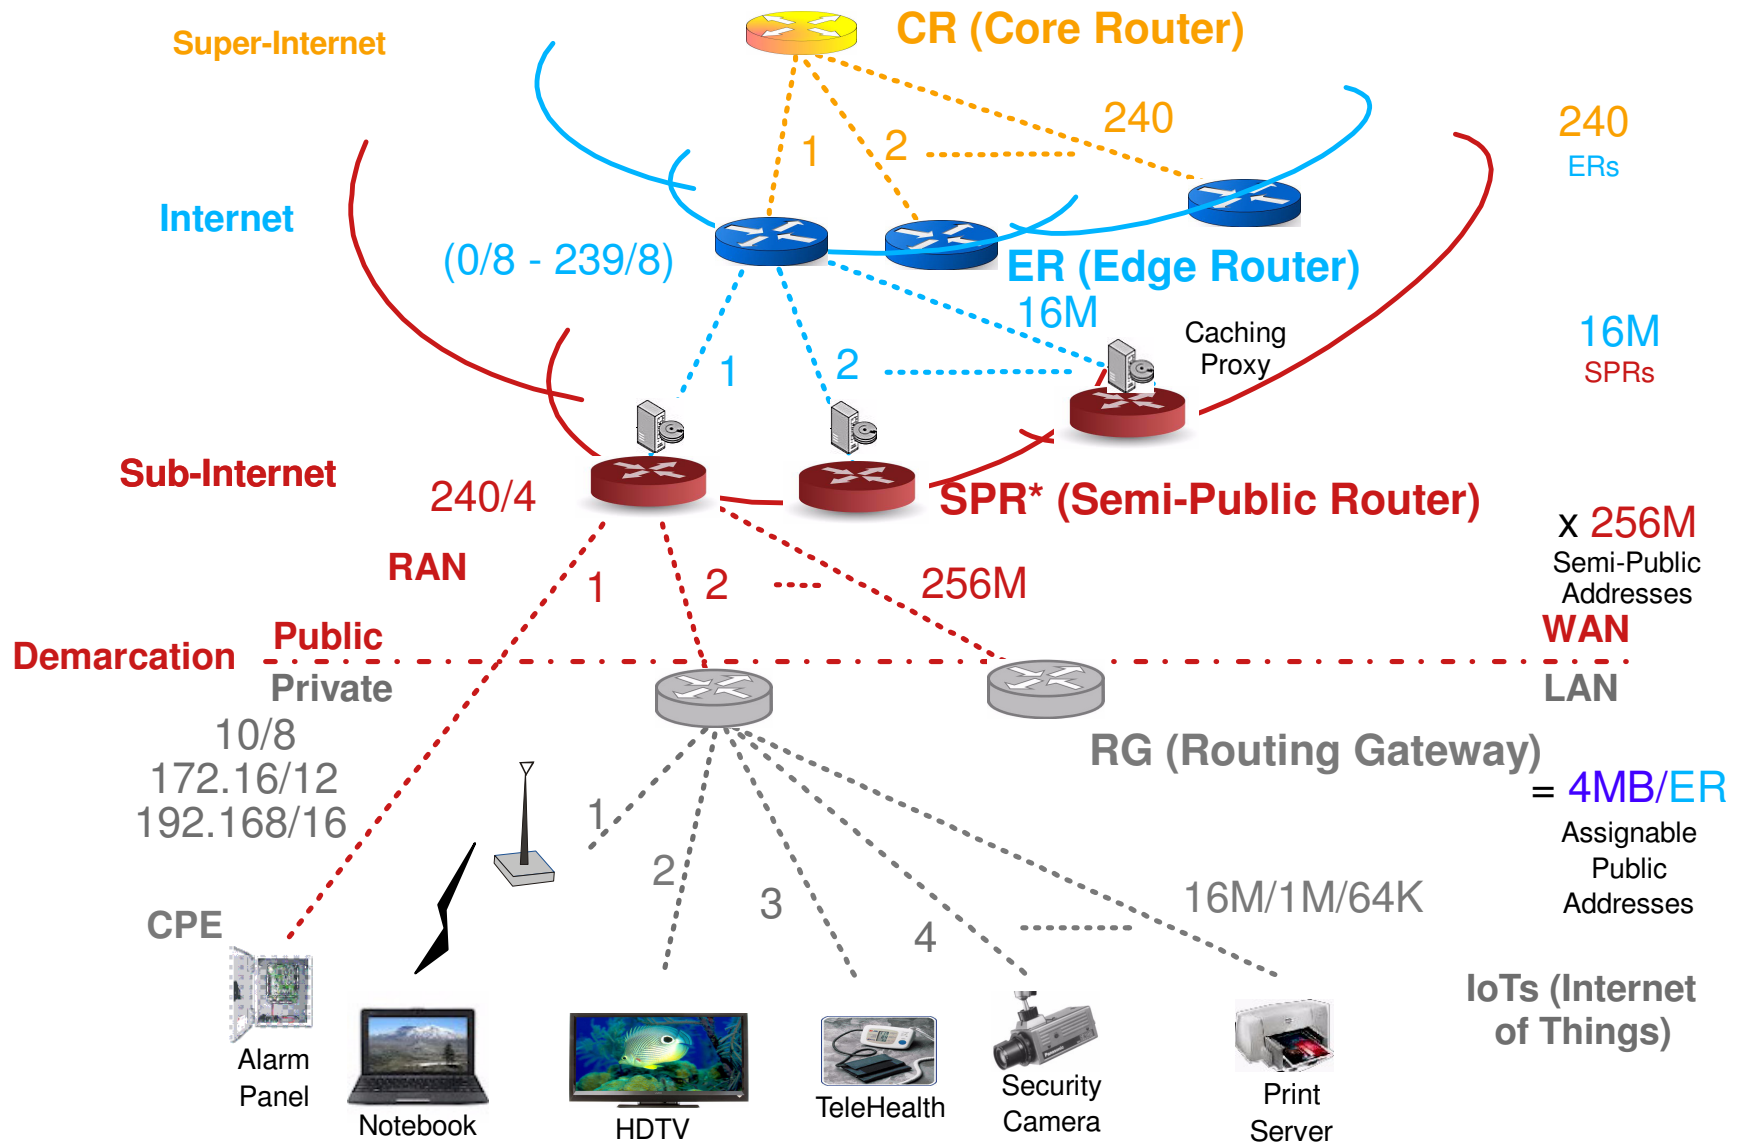 CR (Core Router)
Super-Internet
240
240
1
2
ERs
Internet
(0/8 - 239/8)
ER (Edge Router)
16M
Caching
Proxy
16M
1
2
SPRs
Sub-Internet
240/4
SPR* (Semi-Public Router)
x 256M
Semi-Public
Addresses
RAN
1
2
256M
Public
WAN
Demarcation
Private
LAN
10/8
172.16/12
192.168/16
RG (Routing Gateway)
= 4MB/ER
Assignable
Public
Addresses
1
2
3
4
16M/1M/64K
CPE
IoTs (Internet
of Things)
Alarm
Panel
Notebook
HDTV
TeleHealth
Security
Camera
Print
Server